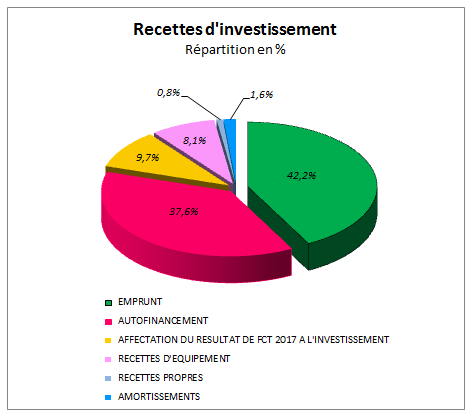 Recettes d'investissement
Répartition en %
0,8%
1,6%
8,1%
9,7%
42,2%
37,6%
EMPRUNT
AUTOFINANCEMENT
AFFECTATION DU RESULTAT DE FCT 2017 A L'INVESTISSEMENT
RECETTES D'EQUIPEMENT
RECETTES PROPRES
AMORTISSEMENTS